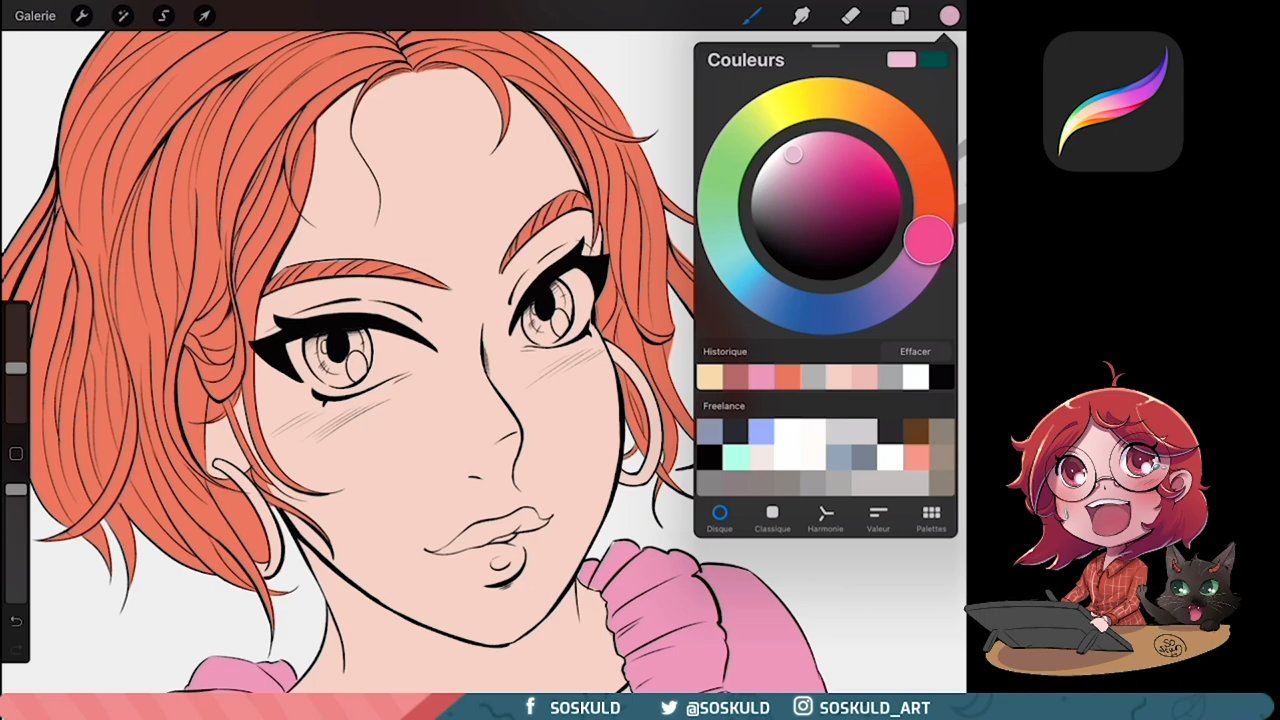 Galerie
Couleurs
Historique
Effacer
Freelance
Disque
Classique
Harmonie
Valeur
Palettes
SOSKULD
@SOSKULD
SOSKULD_ART